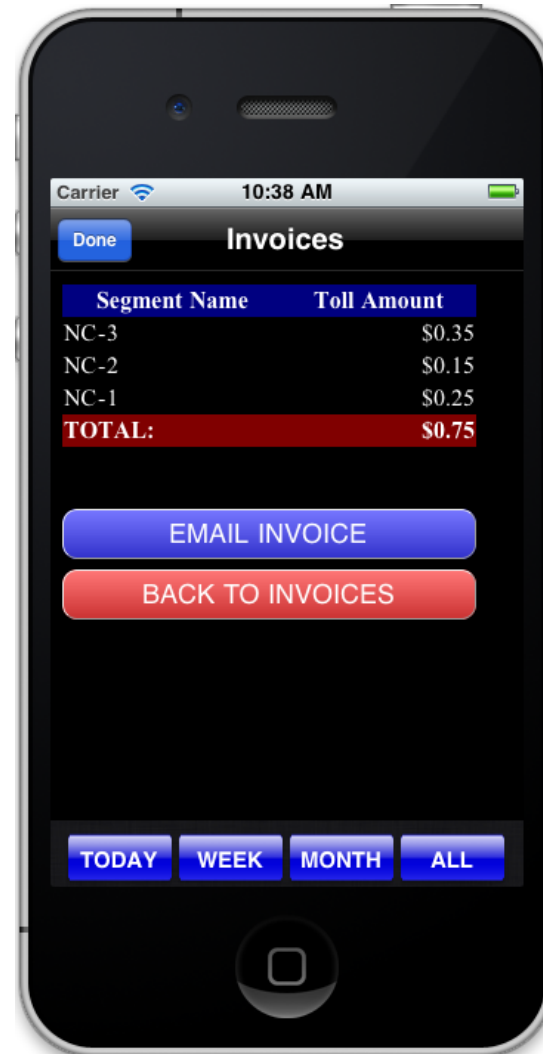 Carrier 10:38 AM
Done Invoices
Segment Name Toll Amount
NC-3 $0.35
NC-2 $0.15
NC-1 $0.25
TOTAL: $0.75
EMAIL INVOICE
BACK TO INVOICES
TODAY WEEK MONTH ALL